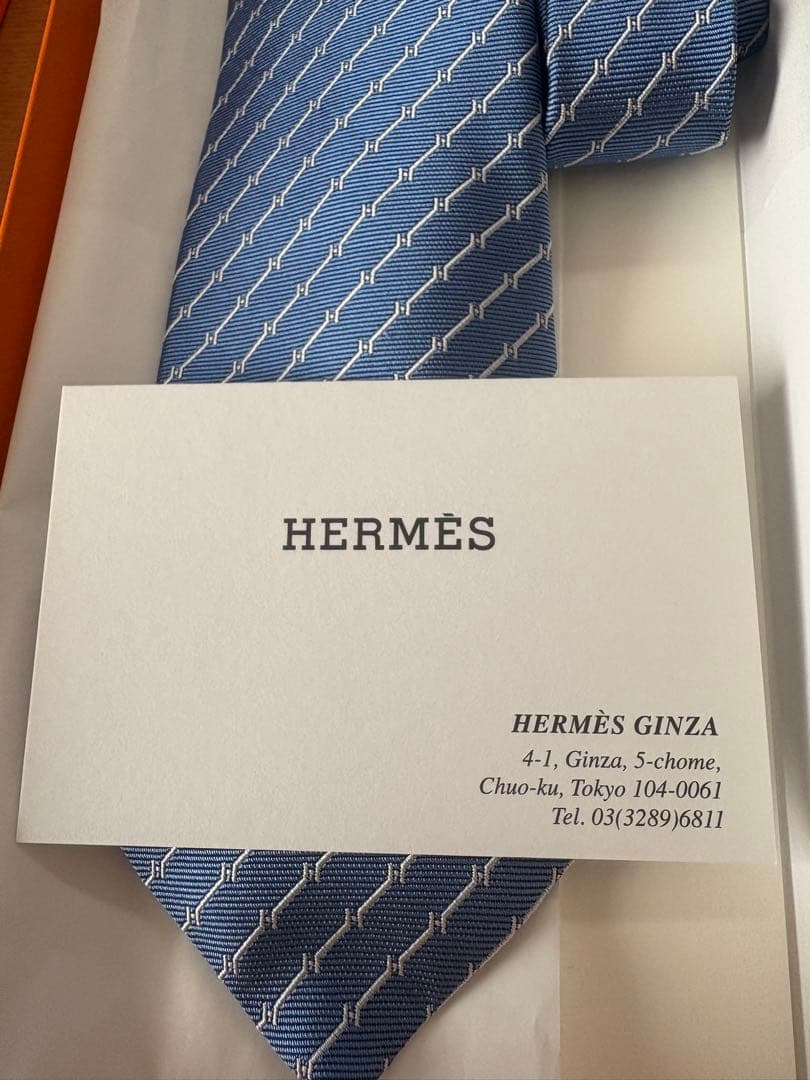 HERMÈS
HERMÈS GINZA
4-1, Ginza, 5-chome,
Chuo-ku, Tokyo 104-0061
Tel. 03(3289)6811